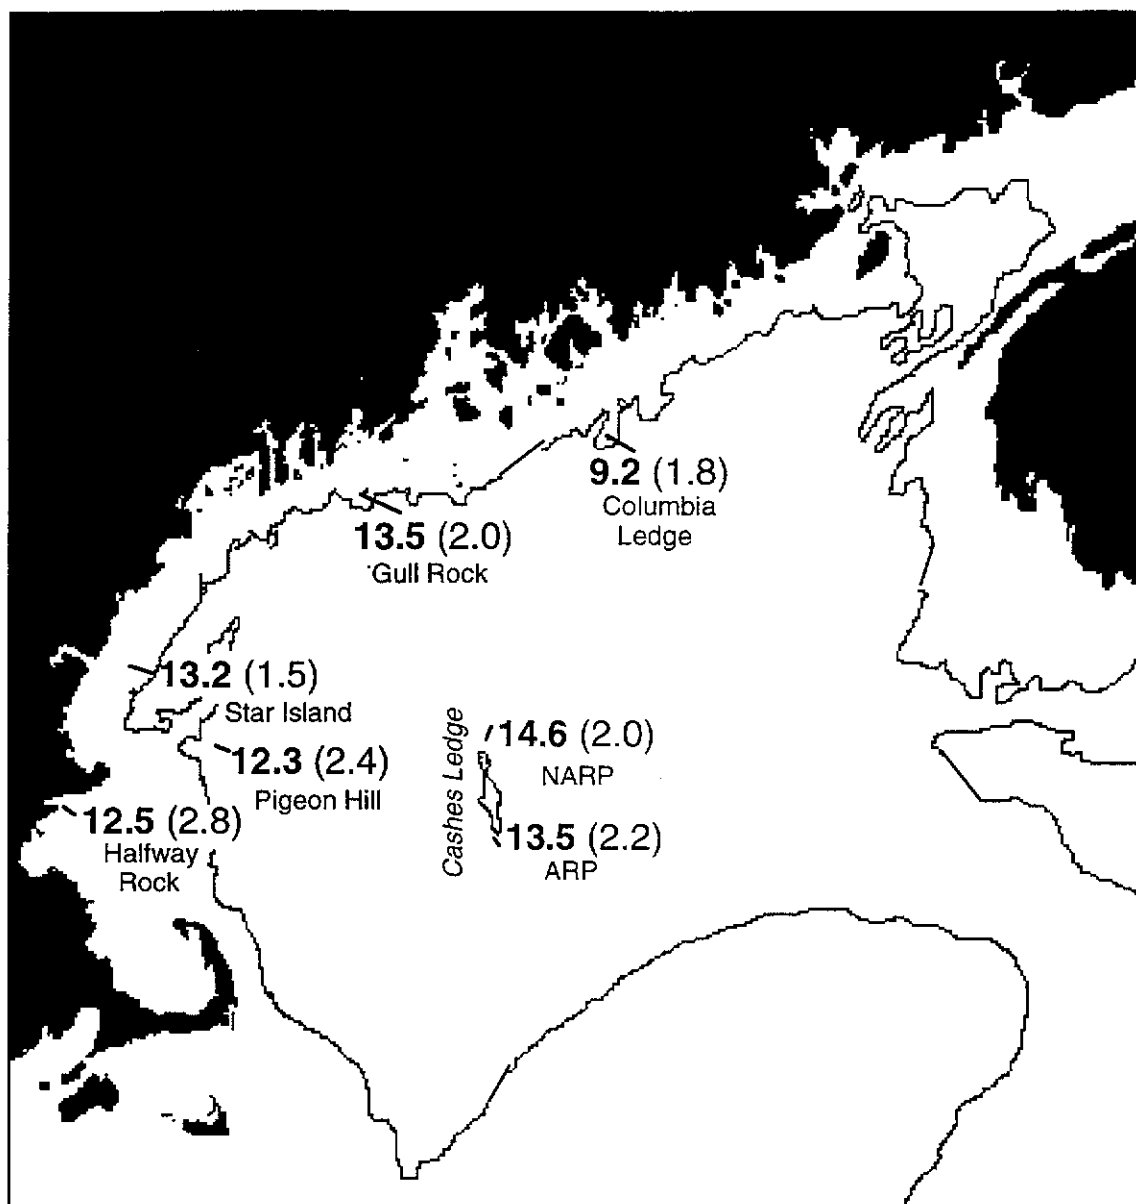 9.2 (1.8)
Columbia
Ledge
13.5 (2.0)
Gull Rock
13.2 (1.5)
Star Island
12.3 (2.4)
Pigeon Hill
12.5 (2.8)
Halfway
Rock
Cashes Ledge
14.6 (2.0)
NARP
13.5 (2.2)
ARP